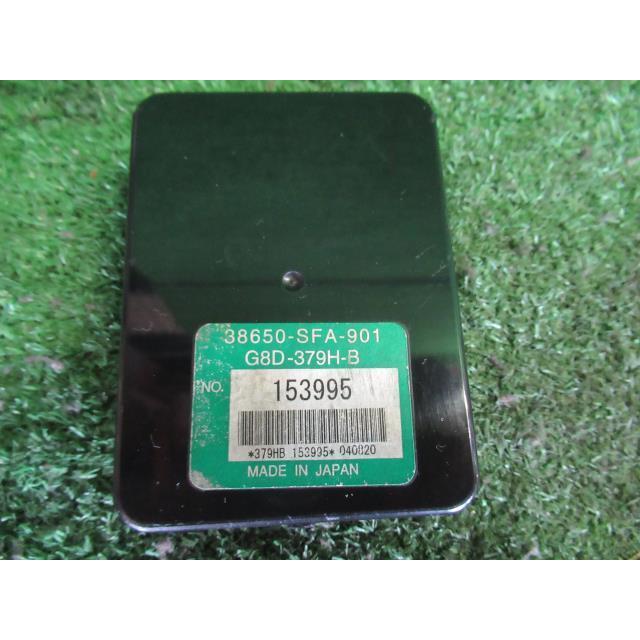 38650-SFA-901
G8D-379H-B
NO. 153995
*379HB 153995* 040820
MADE IN JAPAN